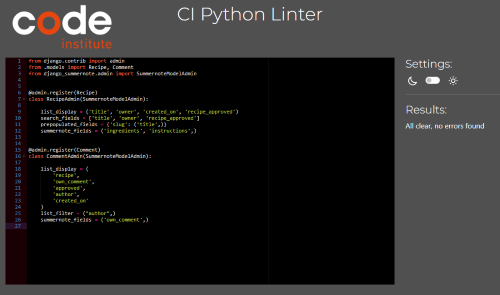 code
institute
CI Python Linter
1 from django.contrib import admin
2 from .models import Recipe, Comment
3 from django_summernote.admin import SummernoteModelAdmin
4
5
6 @admin.register(Recipe)
7 class RecipeAdmin(SummernoteModelAdmin):
8
9 list_display = ('title', 'owner', 'created_on', 'recipe_approved')
10 search_fields = ['title', 'owner', 'recipe_approved']
11 prepopulated_fields = {'slug': ('title',)}
12 summernote_fields = ('ingredients', 'instructions',)
13
14
15 @admin.register(Comment)
16 class CommentAdmin(SummernoteModelAdmin):
17
18 list_display = (
19 'recipe',
20 'own_comment',
21 'approved',
22 'author',
23 'created_on'
24 )
25 list_filter = ("author",)
26 summernote_fields = ('own_comment',)
27
Settings:
Results:
All clear, no errors found